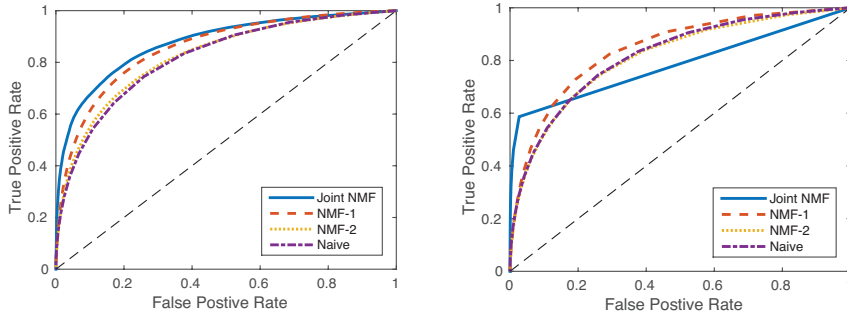 True Positive Rate
1
0.8
0.6
0.4
0.2
0
Joint NMF
NMF-1
NMF-2
Naive
0 0.2 0.4 0.6 0.8 1
False Postive Rate
True Positive Rate
1
0.8
0.6
0.4
0.2
0
Joint NMF
NMF-1
NMF-2
Naive
0 0.2 0.4 0.6 0.8 1
False Postive Rate